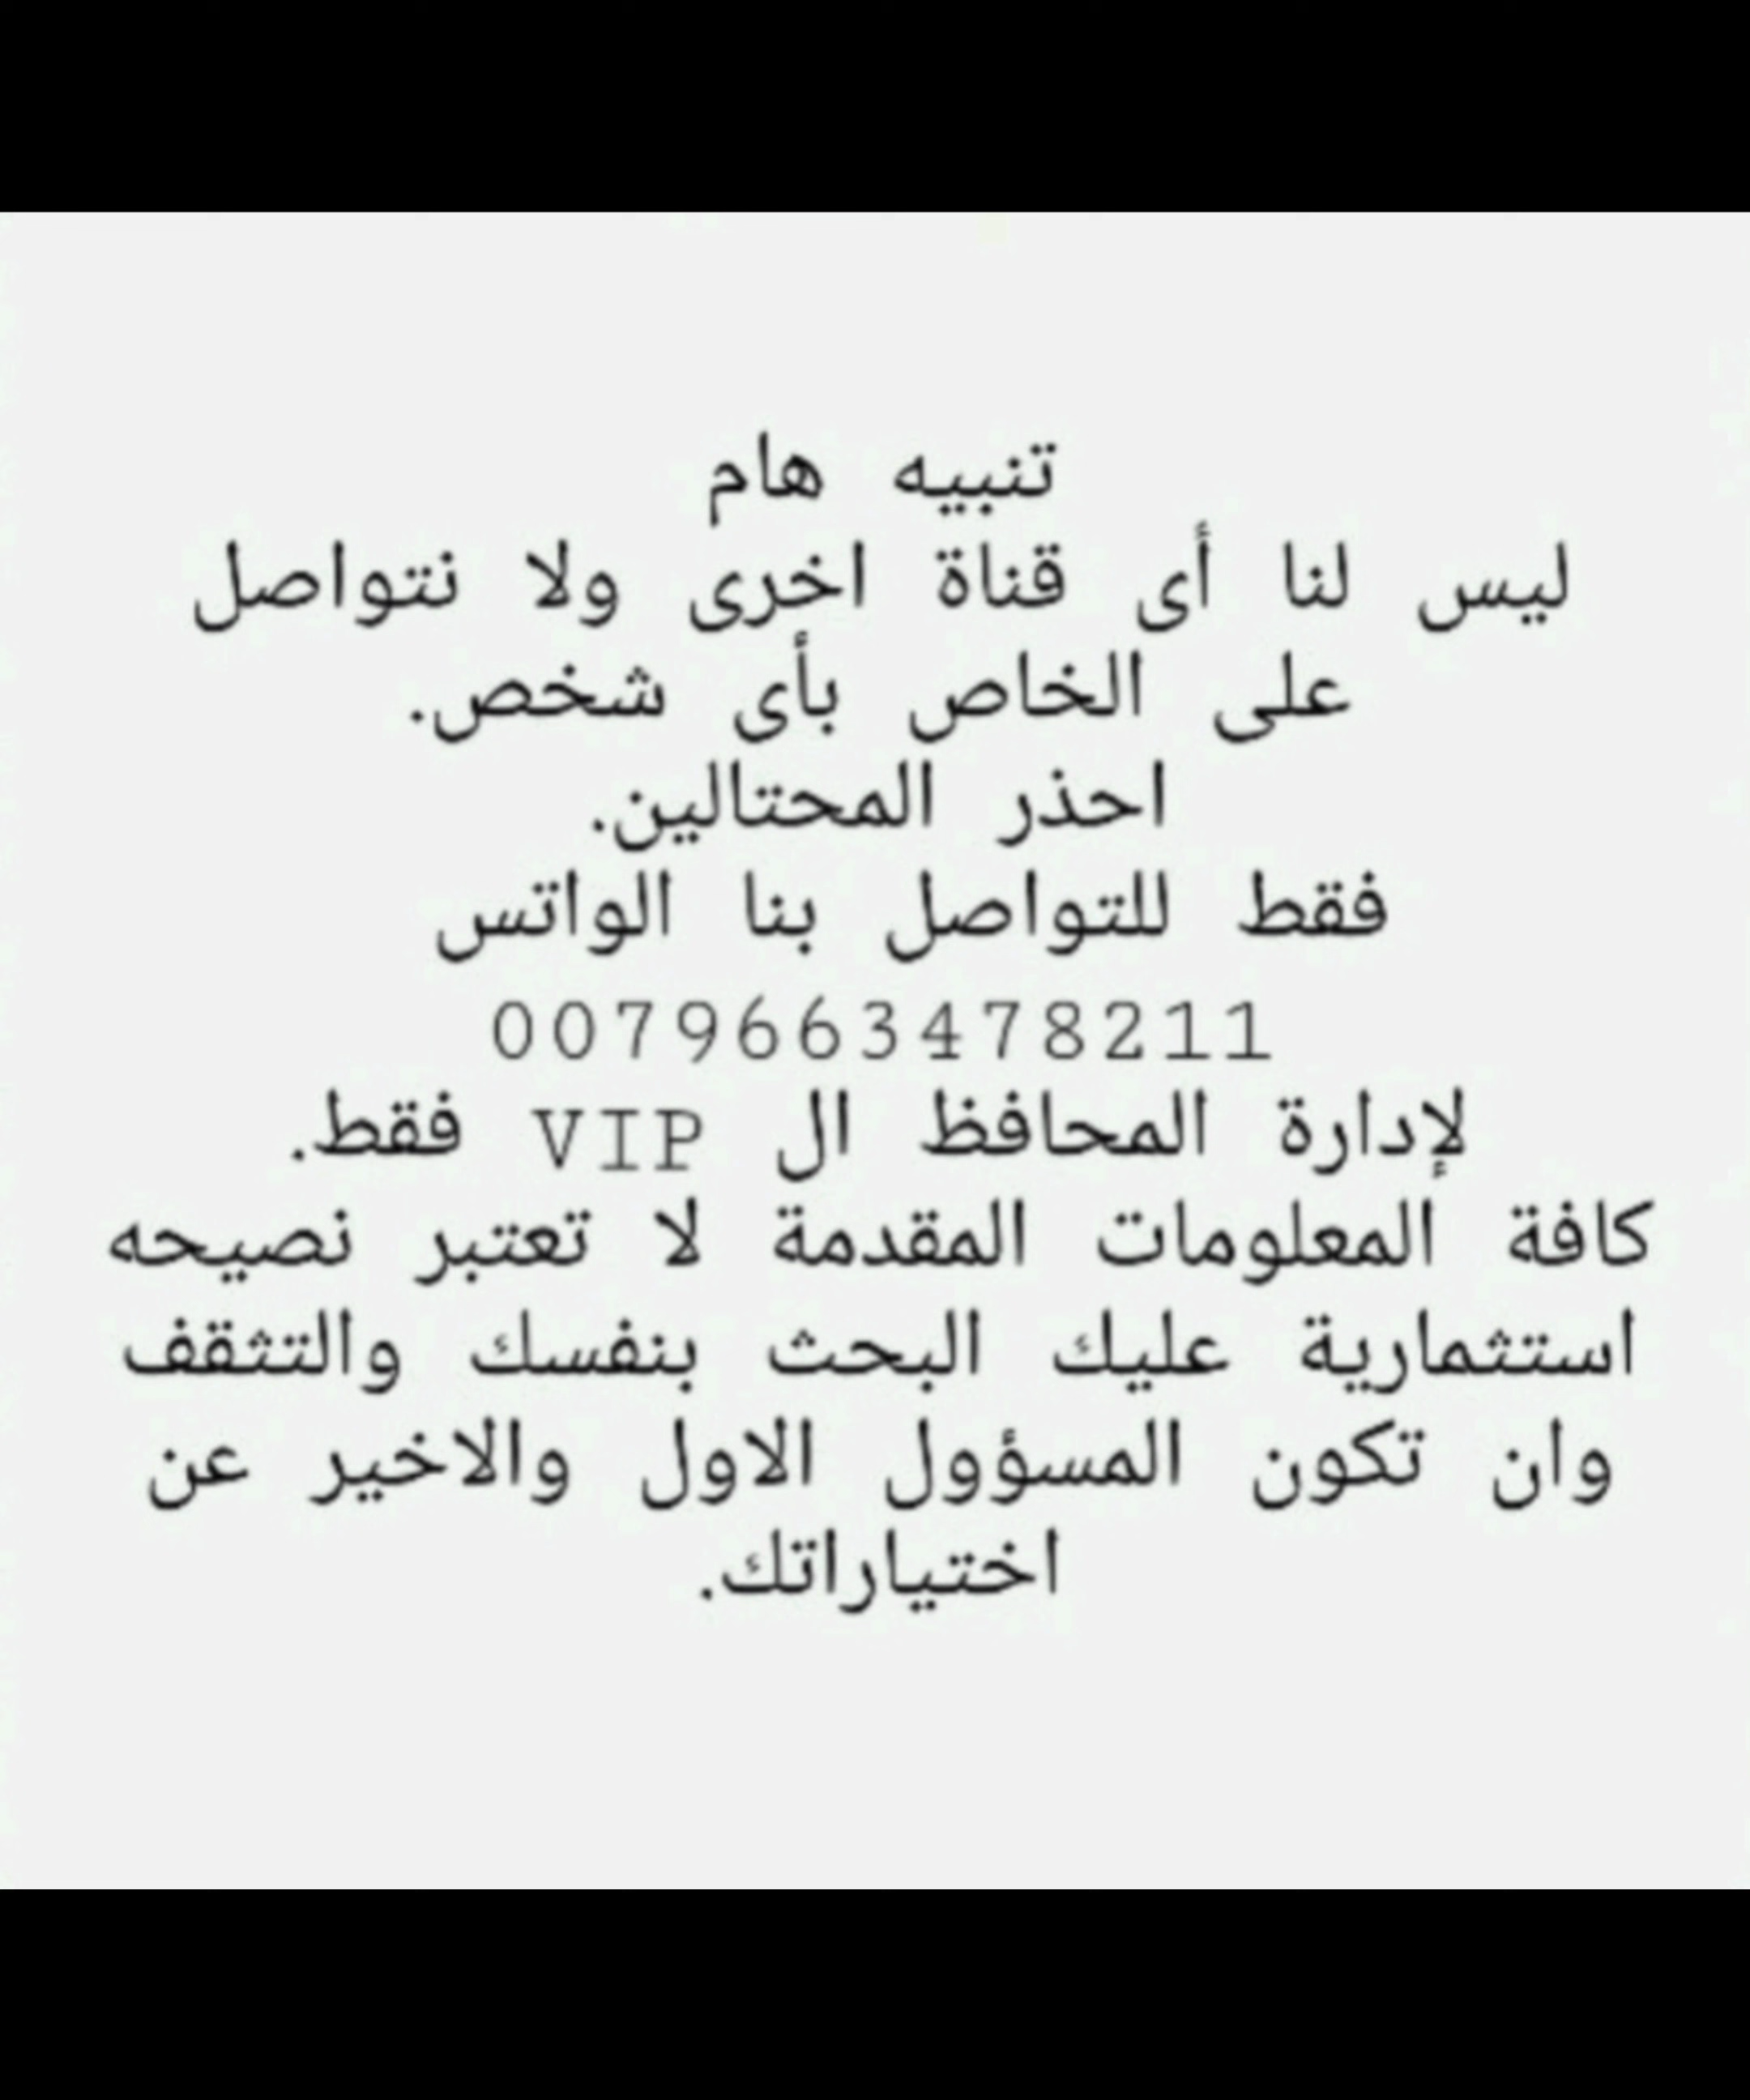 تنبيه هام
ليس لنا أى قناة اخرى ولا نتواصل
على الخاص بأى شخص.
احذر المحتالين.
فقط للتواصل بنا الواتس
0079663478211
لإدارة المحافظ ال VIP فقط.
كافة المعلومات المقدمة لا تعتبر نصيحه
استثمارية عليك البحث بنفسك والتثقف
وان تكون المسؤول الاول والاخير عن
اختياراتك.